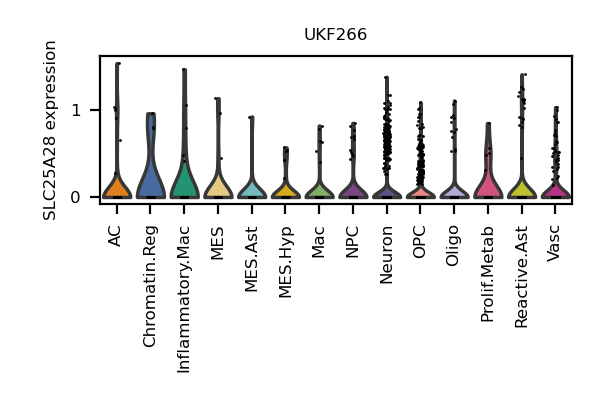 UKF266
SLC25A28 expression
1
0
AC
Chromatin.Reg
Inflammatory.Mac
MES
MES.Ast
MES.Hyp
Mac
NPC
Neuron
OPC
Oligo
Prolif.Metab
Reactive.Ast
Vasc